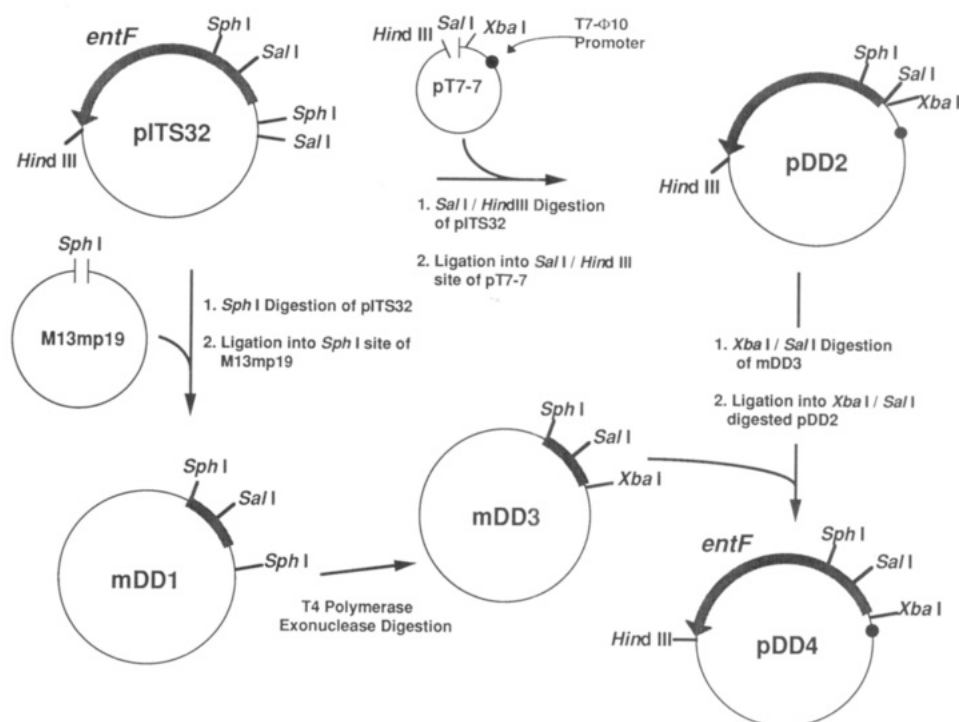 entF
Sph I
Sal I
Sph I
Sal I
Hind III
pITS32
Hind III
Sal I
Xba I
T7-Φ10
Promoter
pT7-7
1. Sal I / HindIII Digestion
of pITS32
2. Ligation into Sal I / Hind III
site of pT7-7
Sph I
Sal I
Xba I
pDD2
Hind III
Sph I
M13mp19
1. Sph I Digestion of pITS32
2. Ligation into Sph I site of
M13mp19
1. Xba I / Sal I Digestion
of mDD3
2. Ligation into Xba I / Sal I
digested pDD2
Sph I
Sal I
Sph I
mDD1
T4 Polymerase
Exonuclease Digestion
Sph I
Sal I
Xba I
mDD3
entF
Sph I
Sal I
Xba I
Hind III
pDD4